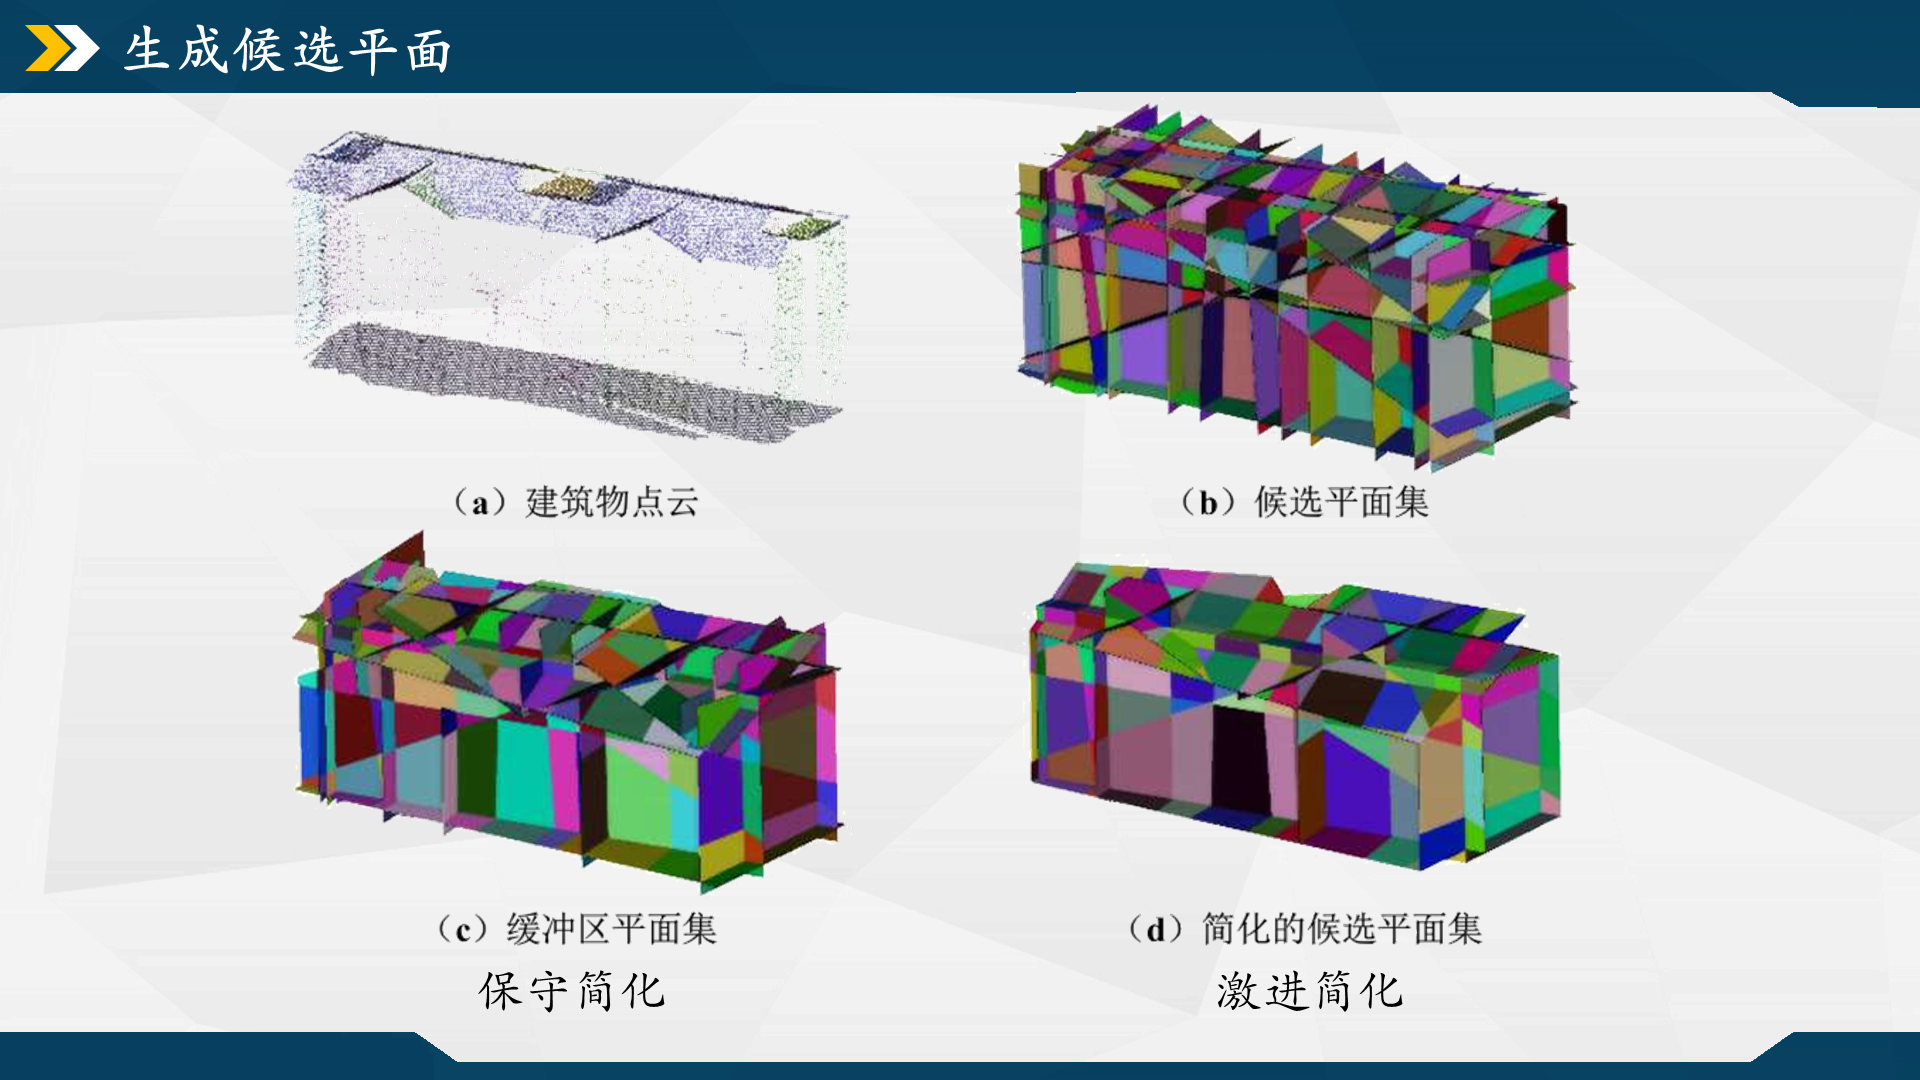 生成候选平面
（a）建筑物点云
（b）候选平面集
（c）缓冲区平面集
（d）简化的候选平面集
保守简化
激进简化